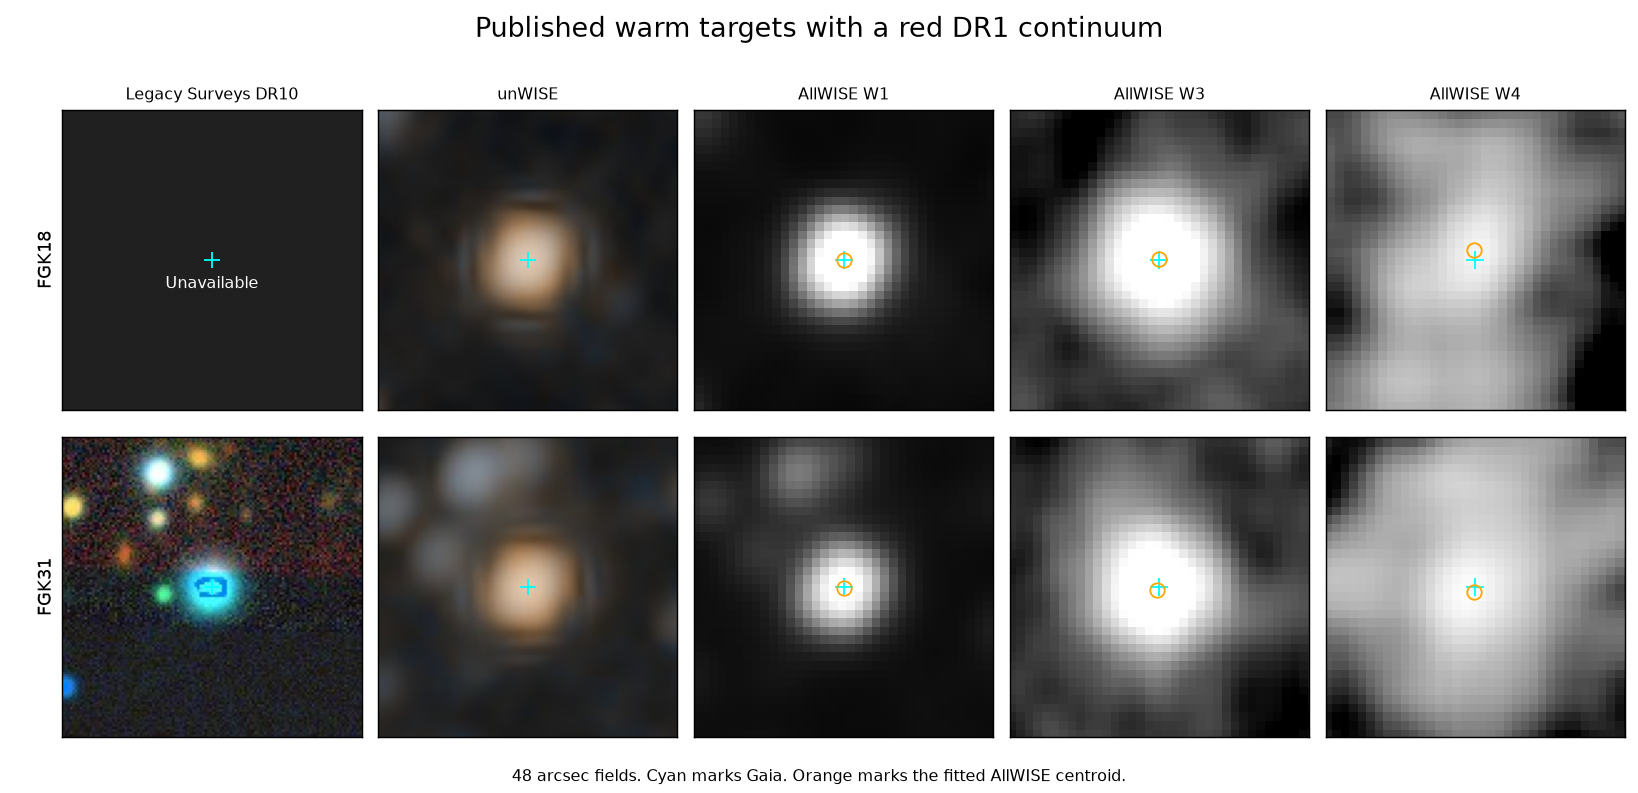 Published warm targets with a red DR1 continuum
Legacy Surveys DR10
unWISE
AllWISE W1
AllWISE W3
AllWISE W4
FGK18
Unavailable
FGK31
48 arcsec fields. Cyan marks Gaia. Orange marks the fitted AllWISE centroid.